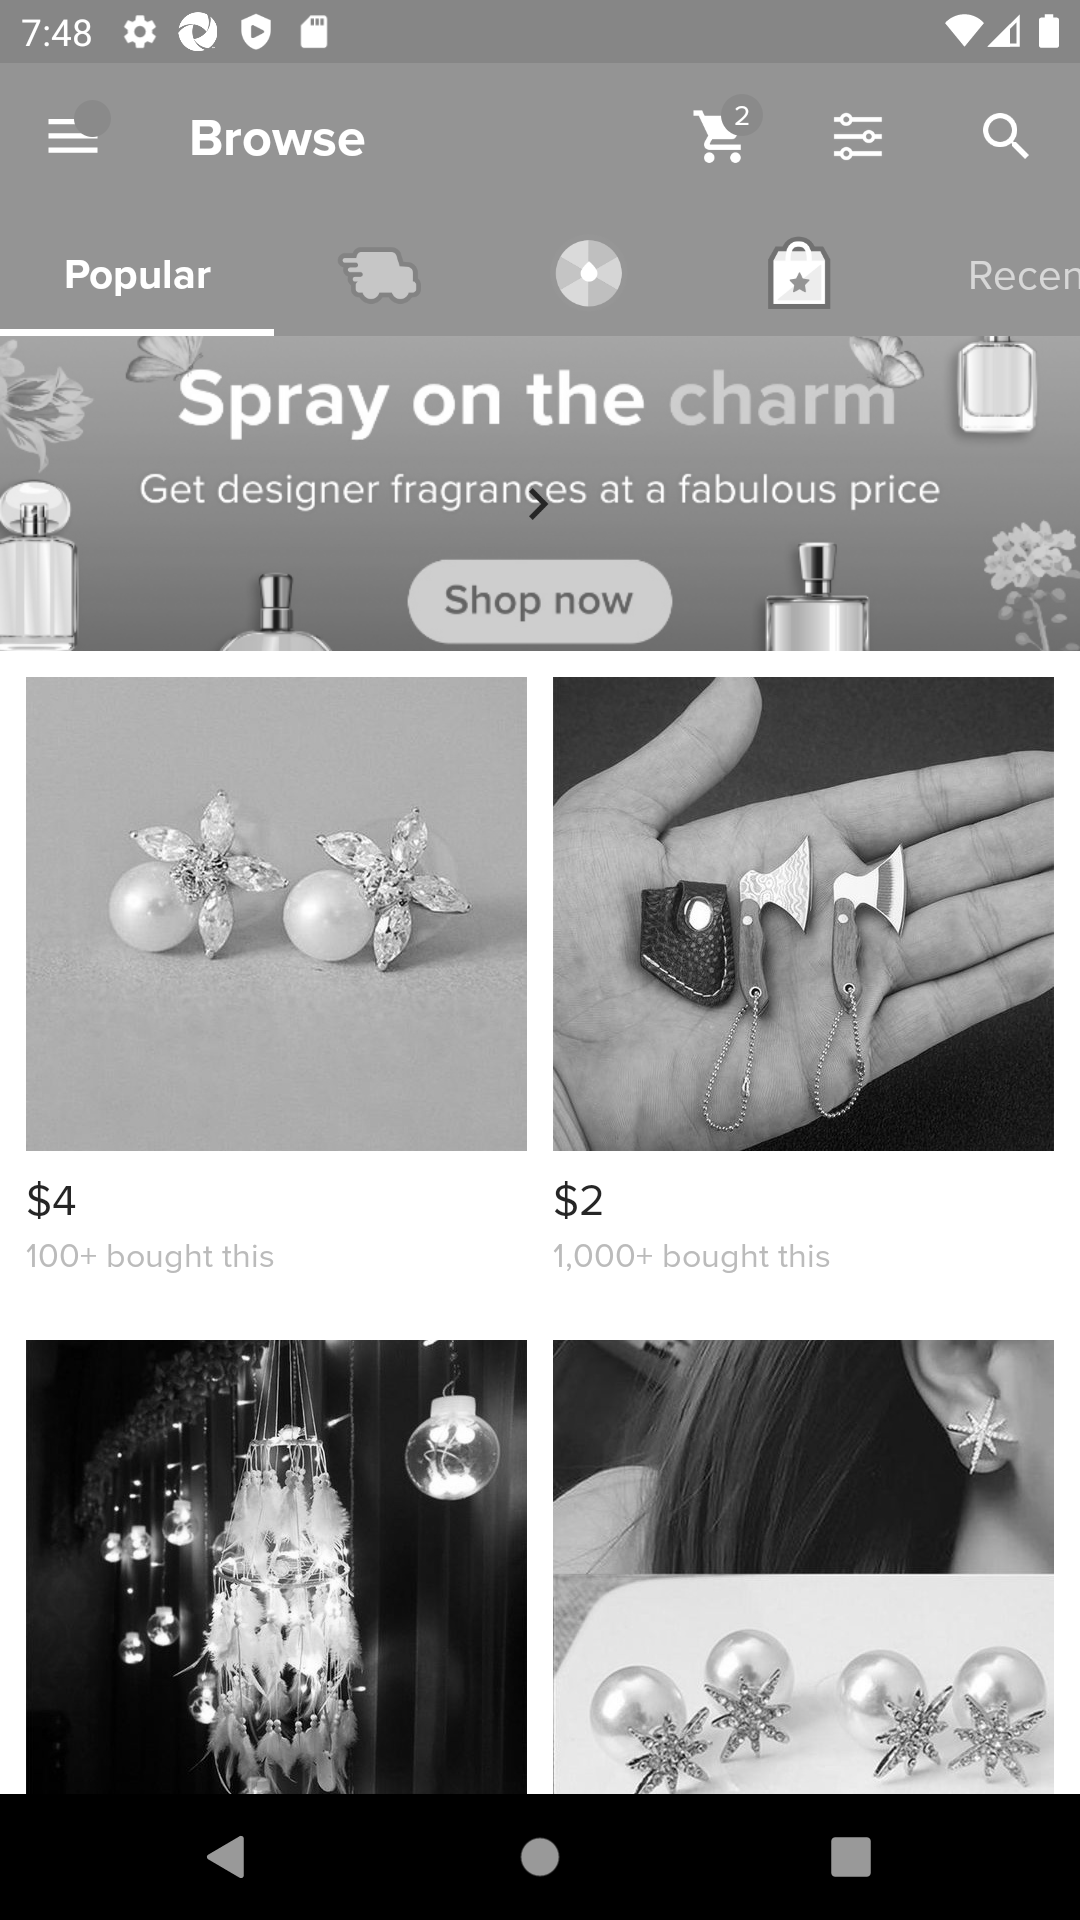 7:48
Browse
2
Popular
Recen
Spray on the charm
Get designer fragrances at a fabulous price
Shop now
$4
100+ bought this
$2
1,000+ bought this